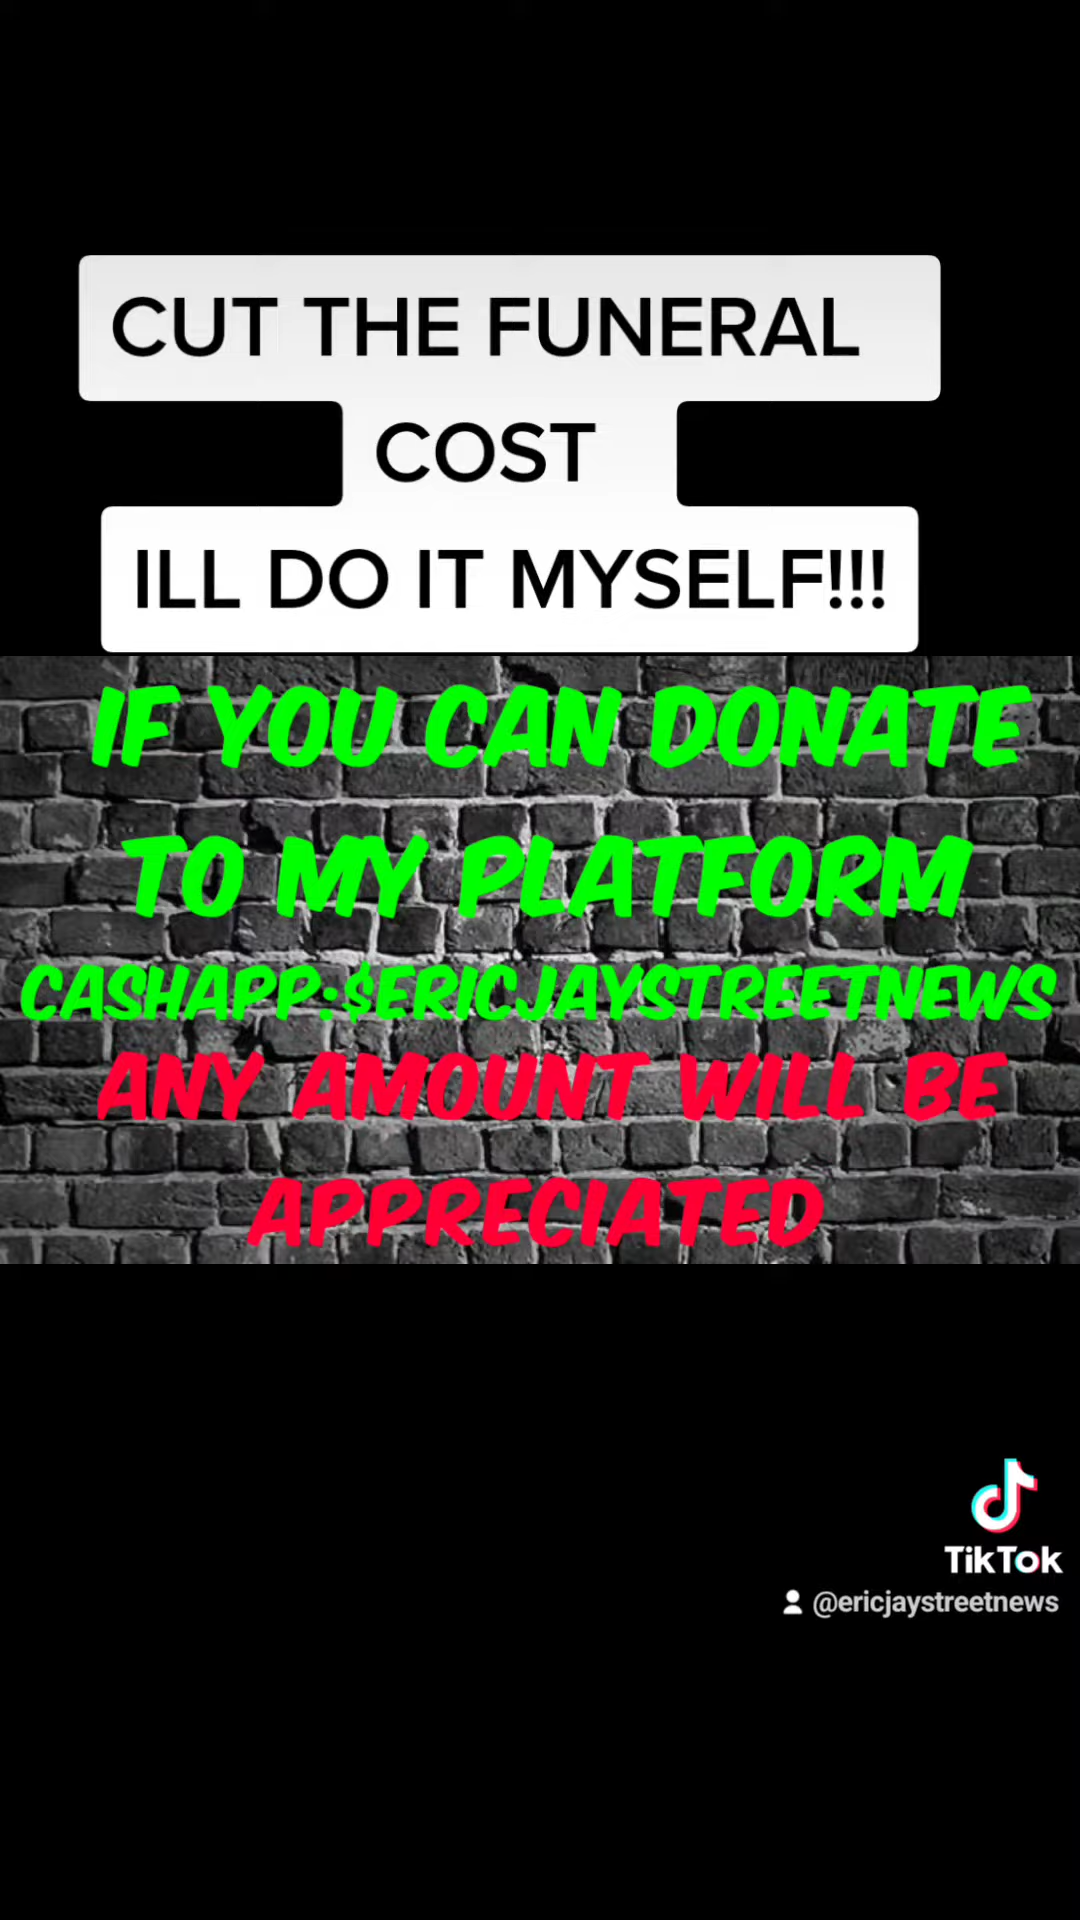 CUT THE FUNERAL
COST
ILL DO IT MYSELF!!!
IF YOU CAN DONATE
TO MY PLATFORM
CASHAPP:$ERICJAYSTREETNEWS
ANY AMOUNT WILL BE
APPRECIATED
TikTok
@ericjaystreetnews